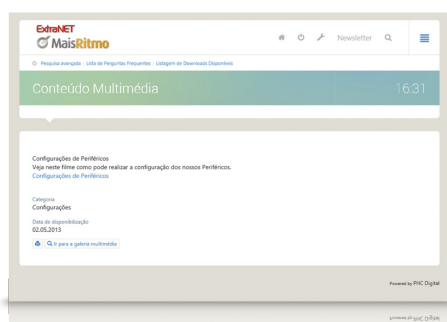 ExtraNET
MaisRitmo
Newsletter
Pesquisa avançada | Lista de Perguntas Frequentes | Listagem de Downloads Disponíveis
Conteúdo Multimédia
16:31
Configurações de Periféricos
Veja neste filme como pode realizar a configuração dos nossos Periféricos.
Configurações de Periféricos
Categoria
Configurações
Data de disponibilização
02.05.2013
Ir para a galeria multimédia
Powered by PHC Digital